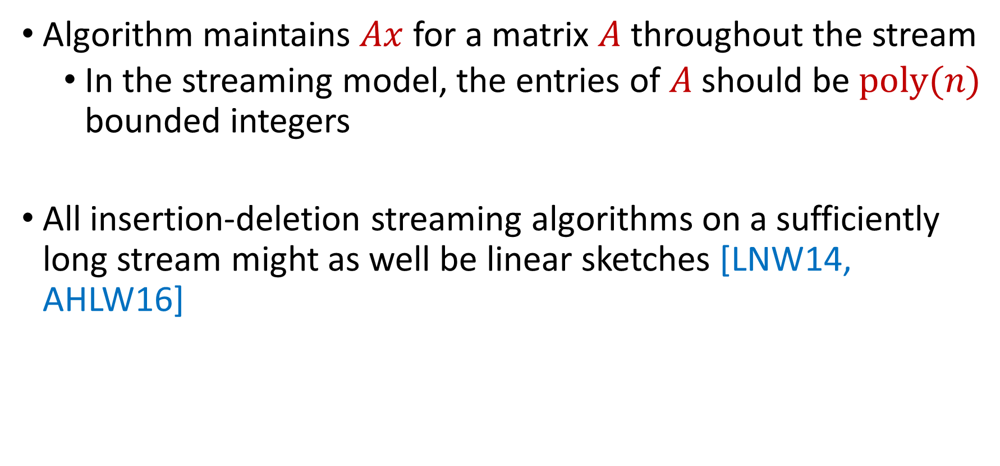 • Algorithm maintains Ax for a matrix A throughout the stream
• In the streaming model, the entries of A should be poly(n)
bounded integers
• All insertion-deletion streaming algorithms on a sufficiently
long stream might as well be linear sketches [LNW14,
AHLW16]